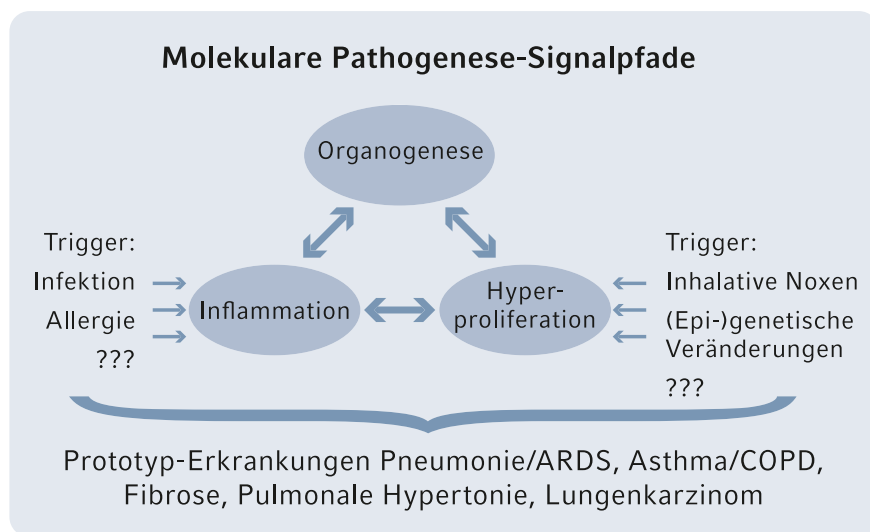 Molekulare Pathogenese-Signalpfade
Organogenese
Trigger:
Infektion
Allergie
???
Inflammation
Hyper-
proliferation
Trigger:
Inhalative Noxen
(Epi-)genetische
Veränderungen
???
Prototyp-Erkrankungen Pneumonie/ARDS, Asthma/COPD,
Fibrose, Pulmonale Hypertonie, Lungenkarzinom